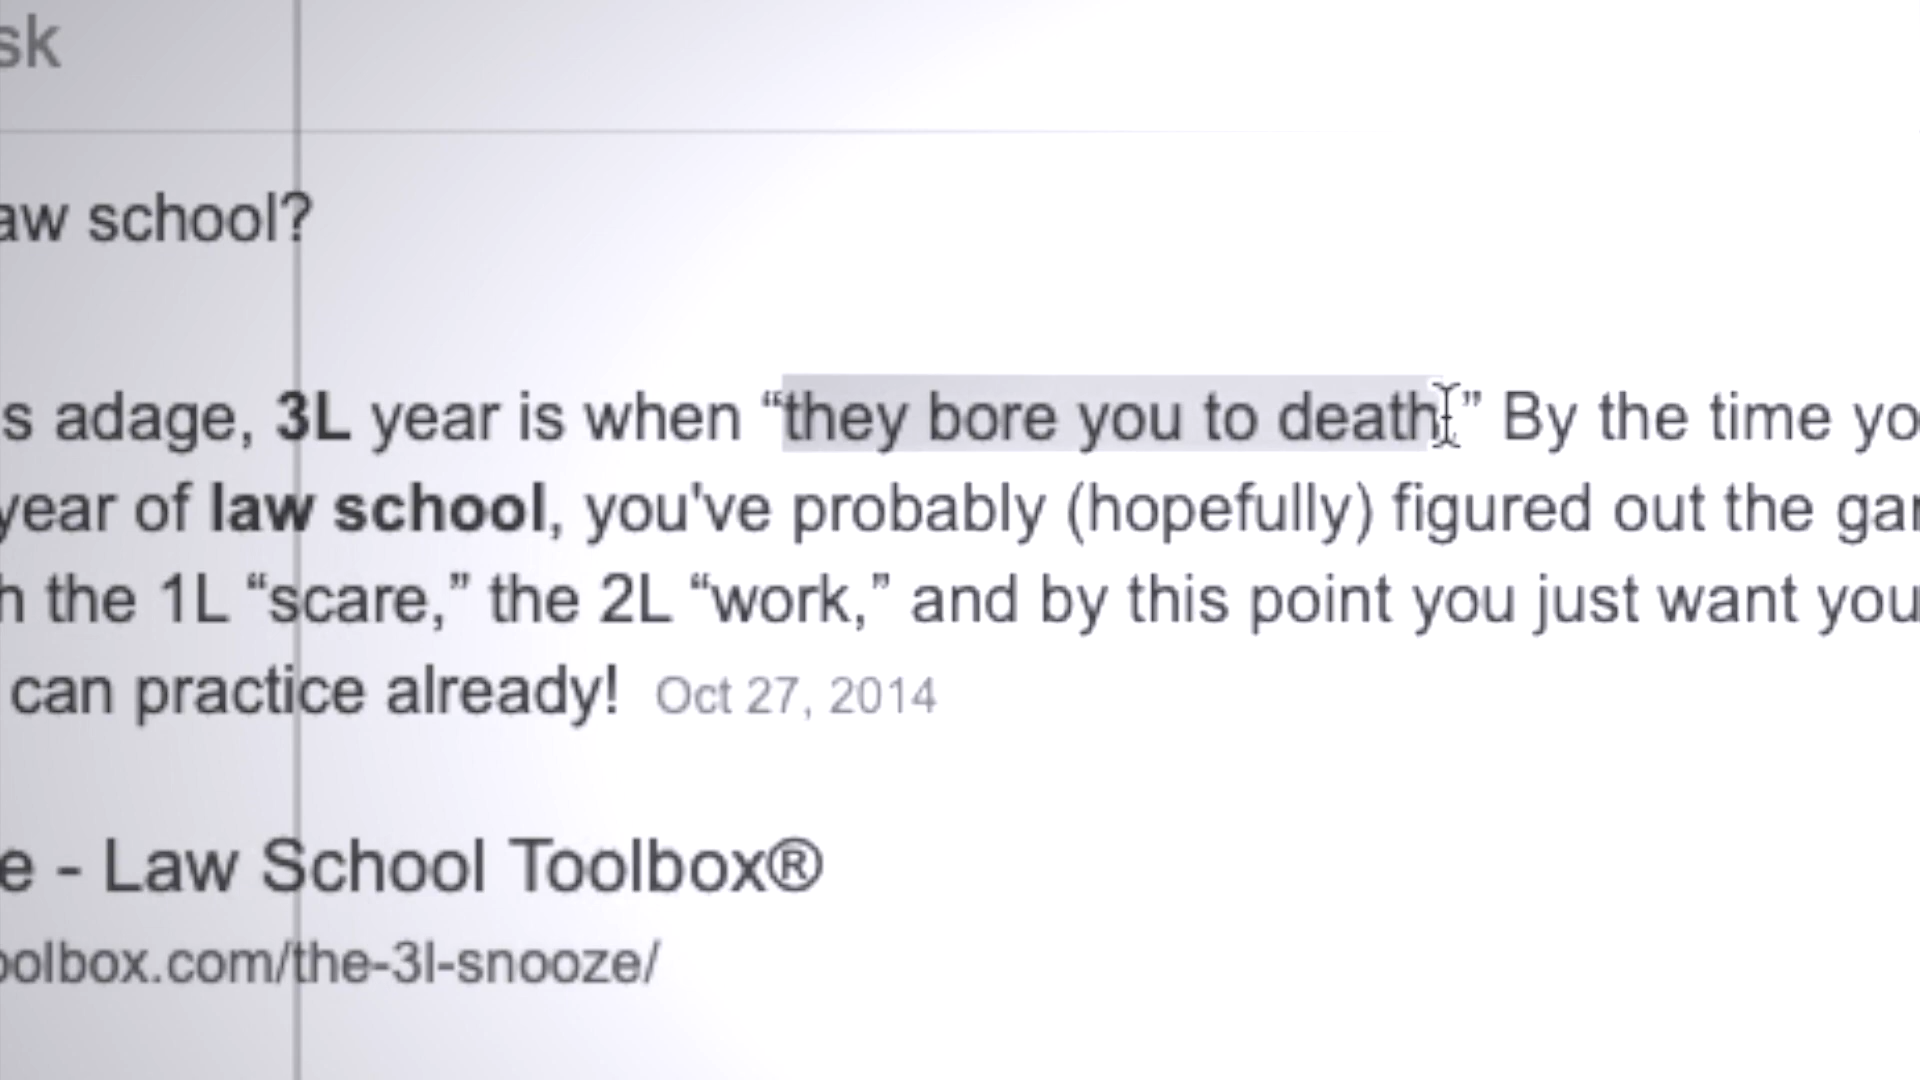 sk
aw school?
s adage, 3L year is when “they bore you to death.” By the time yo
year of law school, you've probably (hopefully) figured out the gar
h the 1L “scare,” the 2L “work,” and by this point you just want you
can practice already! Oct 27, 2014
e - Law School Toolbox®
oolbox.com/the-3l-snooze/